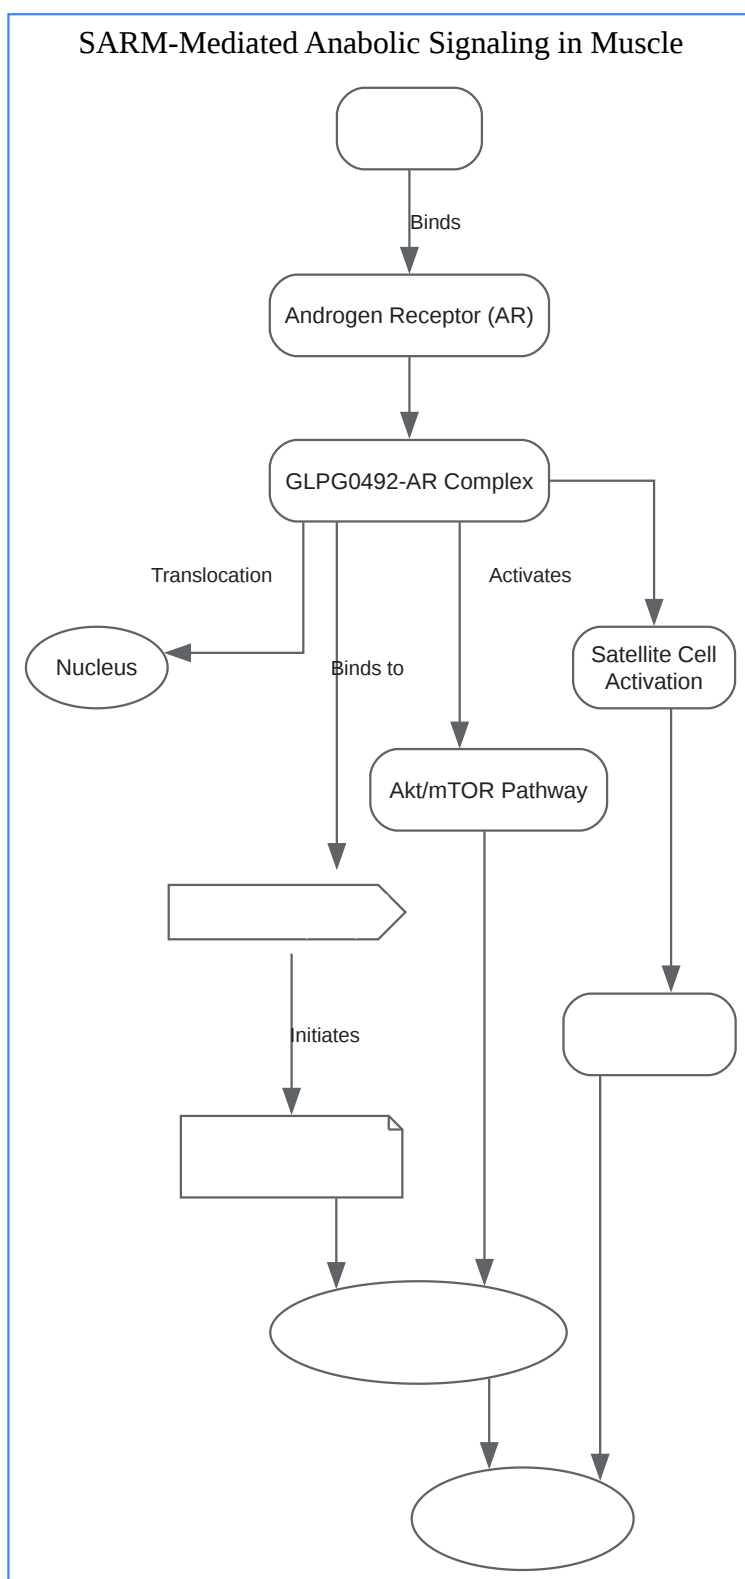 SARM-Mediated Anabolic Signaling in Muscle
Binds
Androgen Receptor (AR)
GLPG0492-AR Complex
Translocation
Activates
Nucleus
Binds to
Satellite Cell
Activation
Akt/mTOR Pathway
Initiates